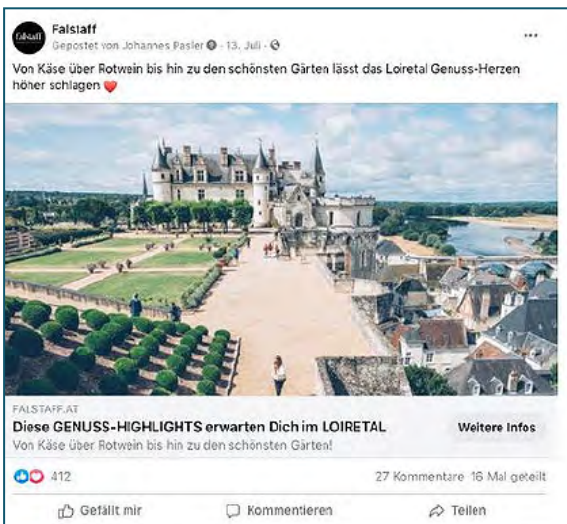 falstaff
Falstaff
Gepostet von Johannes Pasler · 13. Juli ·
Von Käse über Rotwein bis hin zu den schönsten Gärten lässt das Loiretal Genuss-Herzen
höher schlagen ❤️
FALSTAFF.AT
Diese GENUSS-HIGHLIGHTS erwarten Dich im LOIRETAL
Weitere Infos
Von Käse über Rotwein bis hin zu den schönsten Gärten!
412
27 Kommentare 16 Mal geteilt
Gefällt mir
Kommentieren
Teilen